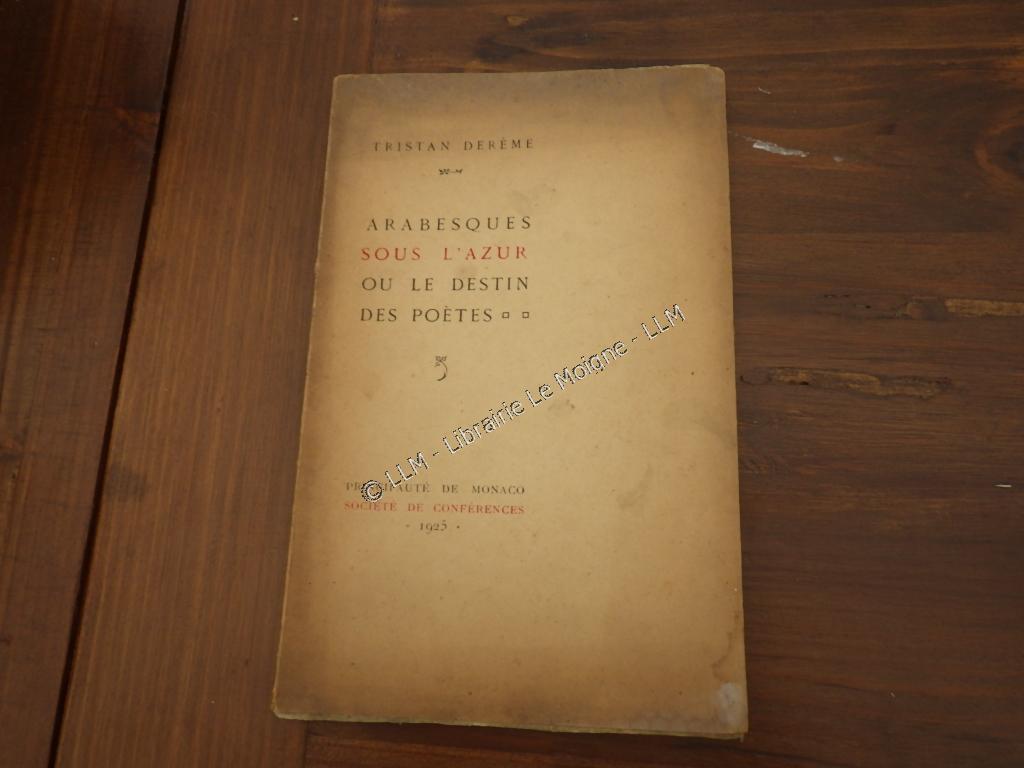 TRISTAN DERÈME
ARABESQUES
SOUS L'AZUR
OU LE DESTIN
DES POÈTES
© LLM - Librairie Le Moigne - LLM
PRINCIPAUTÉ DE MONACO
SOCIÉTÉ DE CONFÉRENCES
- 1925 -